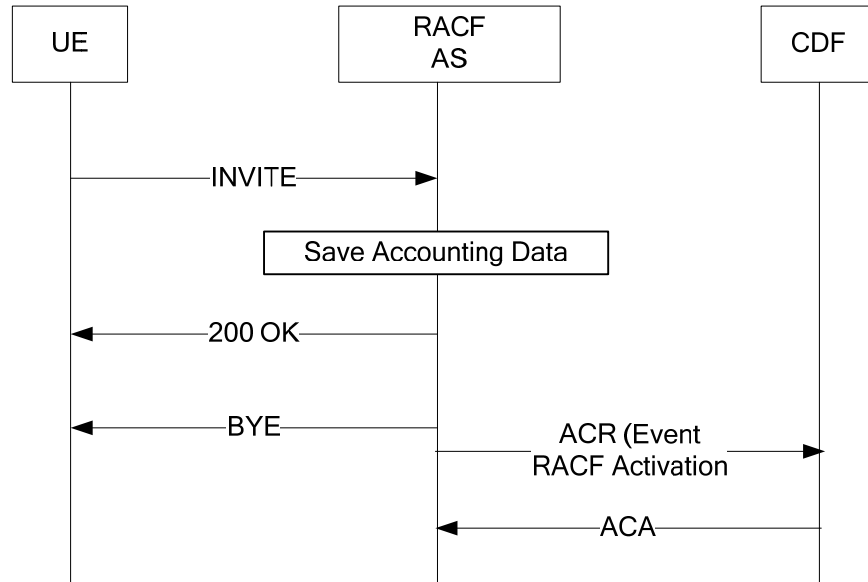 UE
RACF
AS
CDF
INVITE
Save Accounting Data
200 OK
BYE
ACR (Event
RACF Activation
ACA